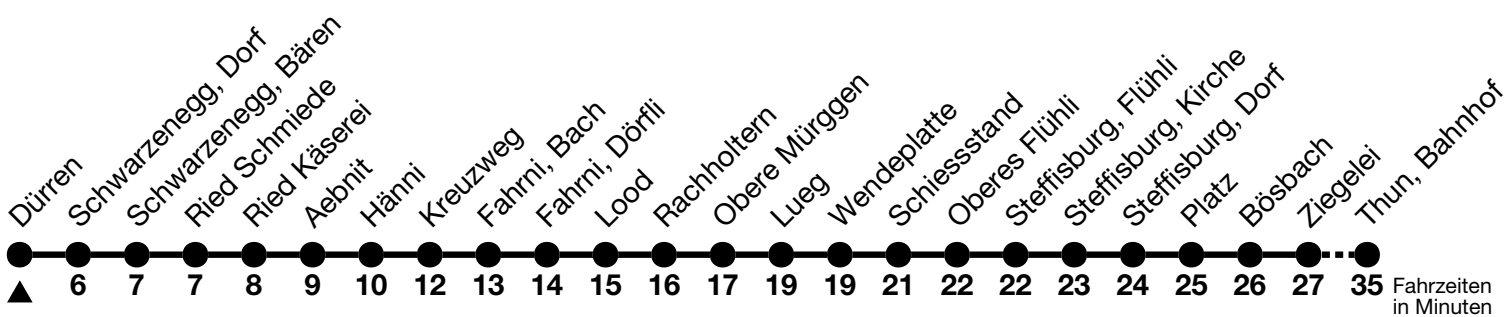 Dürren
Schwarzenegg, Dorf
Schwarzenegg, Bären
Ried Schmiede
Ried Käserei
Aebnit
Hänni
Kreuzweg
Fahrni, Bach
Fahrni, Dörfli
Lood
Rachholtern
Obere Mürggen
Lueg
Wendeplatte
Schiessstand
Oberes Flühli
Steffisburg, Flühli
Steffisburg, Kirche
Steffisburg, Dorf
Platz
Bösbach
Ziegelei
Thun, Bahnhof
6 7 7 8 9 10 12 13 14 15 16 17 19 19 21 22 22 23 24 25 26 27 35 Fahrzeiten
in Minuten